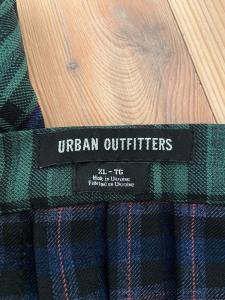 URBAN OUTFITTERS
XL - TG
Made in Ukraine
Fabriqué en Ukraine